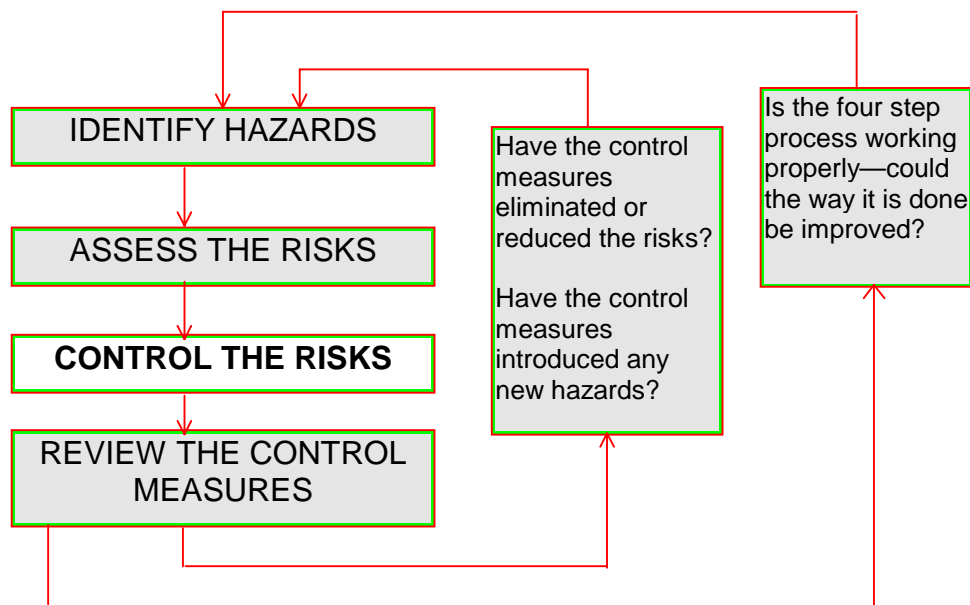 IDENTIFY HAZARDS
ASSESS THE RISKS
CONTROL THE RISKS
REVIEW THE CONTROL
MEASURES
Have the control
measures
eliminated or
reduced the risks?
Have the control
measures
introduced any
new hazards?
Is the four step
process working
properly—could
the way it is done
be improved?